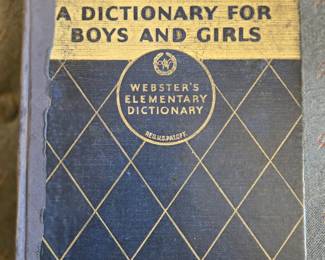 A DICTIONARY FOR
BOYS AND GIRLS
WEBSTER'S
ELEMENTARY
DICTIONARY
REG. U.S. PAT. OFF.